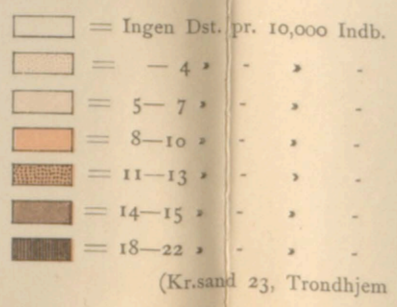 = Ingen Dst. pr. 10,000 Indb.
= — 4 » - » -
= 5— 7 » - » -
= 8—10 » - » -
= 11—13 » - » -
= 14—15 » - » -
= 18—22 » - » -
(Kr.sand 23, Trondhjem